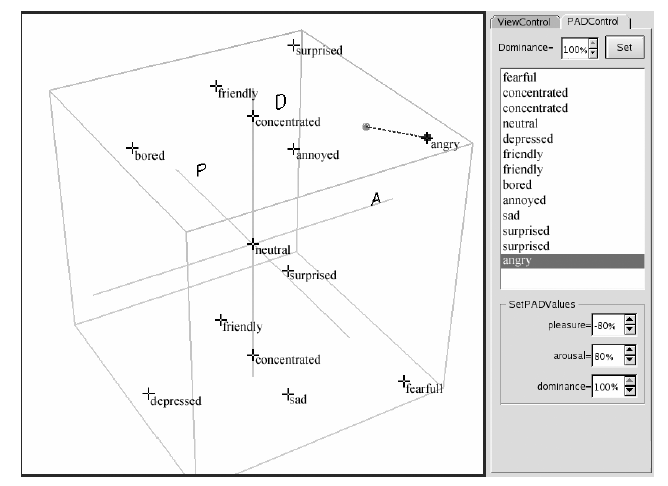 surprised
friendly
D
concentrated
angry
bored
annoyed
P
A
neutral
surprised
friendly
concentrated
fearfull
depressed
sad
ViewControl
PADControl
Dominance=
100%
Set
fearful
concentrated
concentrated
neutral
depressed
friendly
friendly
bored
annoyed
sad
surprised
surprised
angry
SetPADValues
pleasure= -80%
arousal= 80%
dominance= 100%